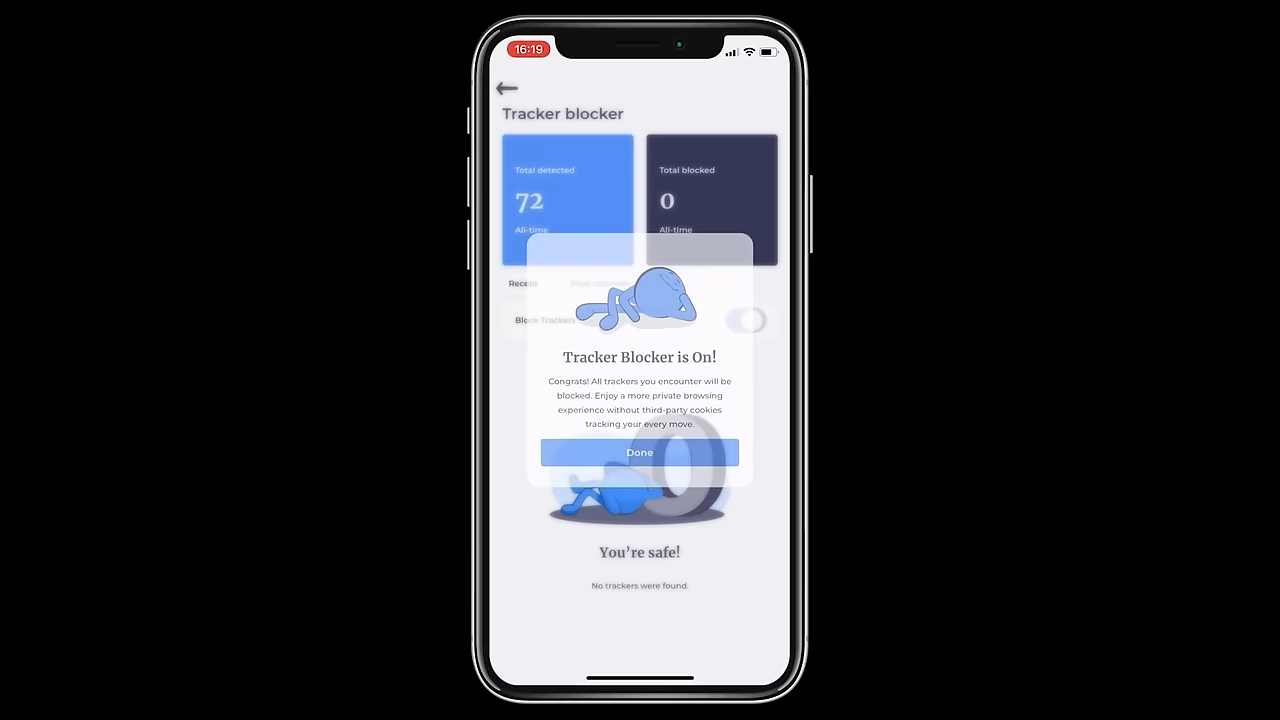 16:19
Tracker blocker
Total detected
72
All-time
Total blocked
0
All-time
Recent
Block Trackers
Tracker Blocker is On!
Congrats! All trackers you encounter will be
blocked. Enjoy a more private browsing
experience without third-party cookies
tracking your every move.
Done
0
You're safe!
No trackers were found.